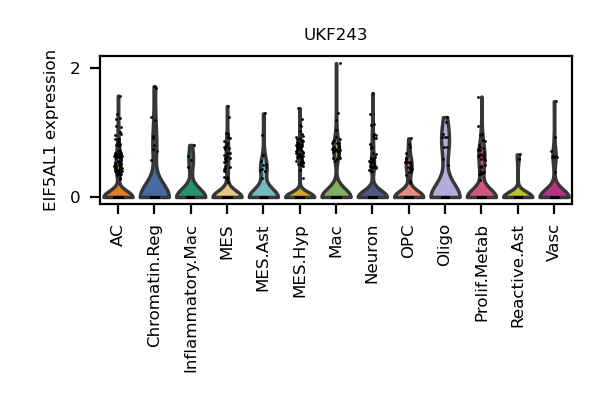 UKF243
EIF5AL1 expression
2
0
AC
Chromatin.Reg
Inflammatory.Mac
MES
MES.Ast
MES.Hyp
Mac
Neuron
OPC
Oligo
Prolif.Metab
Reactive.Ast
Vasc